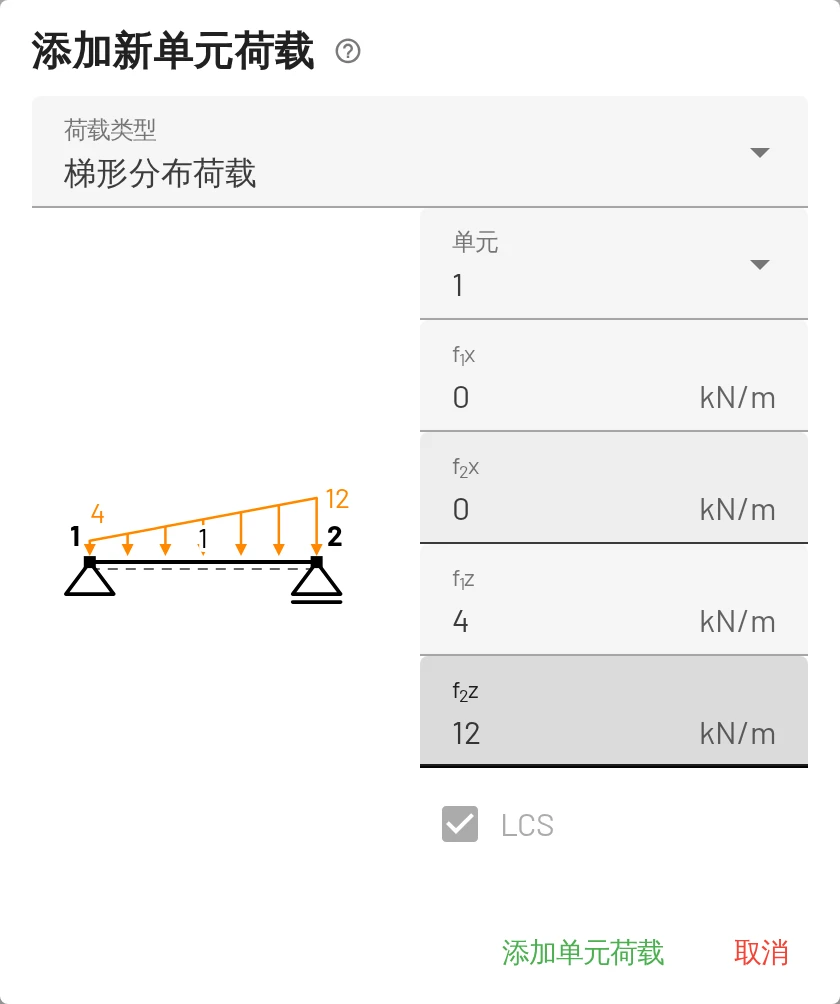 添加新单元荷载 ?
荷载类型
梯形分布荷载
单元
1
f₁x
0 kN/m
f₂x
0 kN/m
4
12
1
1
2
f₁z
4 kN/m
f₂z
12 kN/m
LCS
添加单元荷载 取消